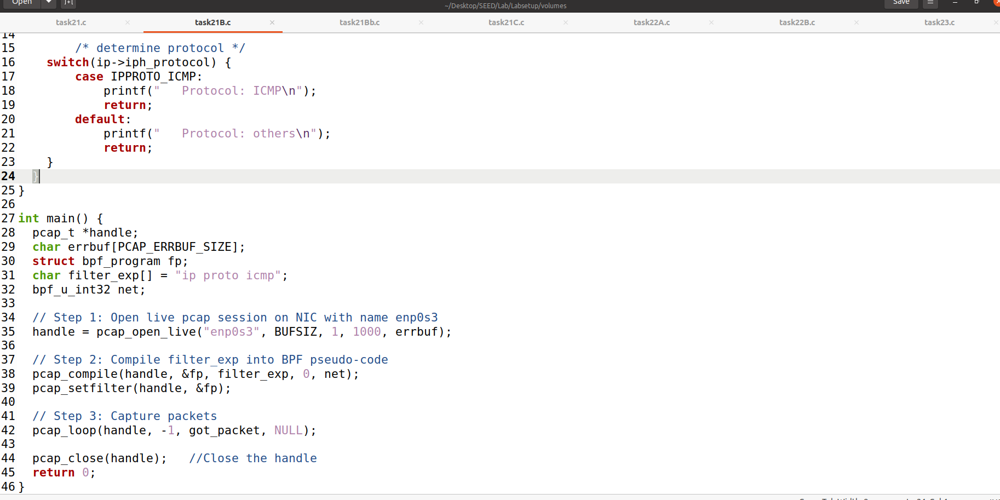 Open
Save
~/Desktop/SEED/Lab/Labsetup/volumes
task21.c × task21B.c × task21Bb.c × task21C.c × task22A.c × task22B.c × task23.c ×
14
15 /* determine protocol */
16 switch(ip->iph_protocol) {
17 case IPPROTO_ICMP:
18 printf("   Protocol: ICMP\n");
19 return;
20 default:
21 printf("   Protocol: others\n");
22 return;
23 }
24 }
25 }
26
27 int main() {
28 pcap_t *handle;
29 char errbuf[PCAP_ERRBUF_SIZE];
30 struct bpf_program fp;
31 char filter_exp[] = "ip proto icmp";
32 bpf_u_int32 net;
33
34 // Step 1: Open live pcap session on NIC with name enp0s3
35 handle = pcap_open_live("enp0s3", BUFSIZ, 1, 1000, errbuf);
36
37 // Step 2: Compile filter_exp into BPF pseudo-code
38 pcap_compile(handle, &fp, filter_exp, 0, net);
39 pcap_setfilter(handle, &fp);
40
41 // Step 3: Capture packets
42 pcap_loop(handle, -1, got_packet, NULL);
43
44 pcap_close(handle);   //Close the handle
45 return 0;
46 }